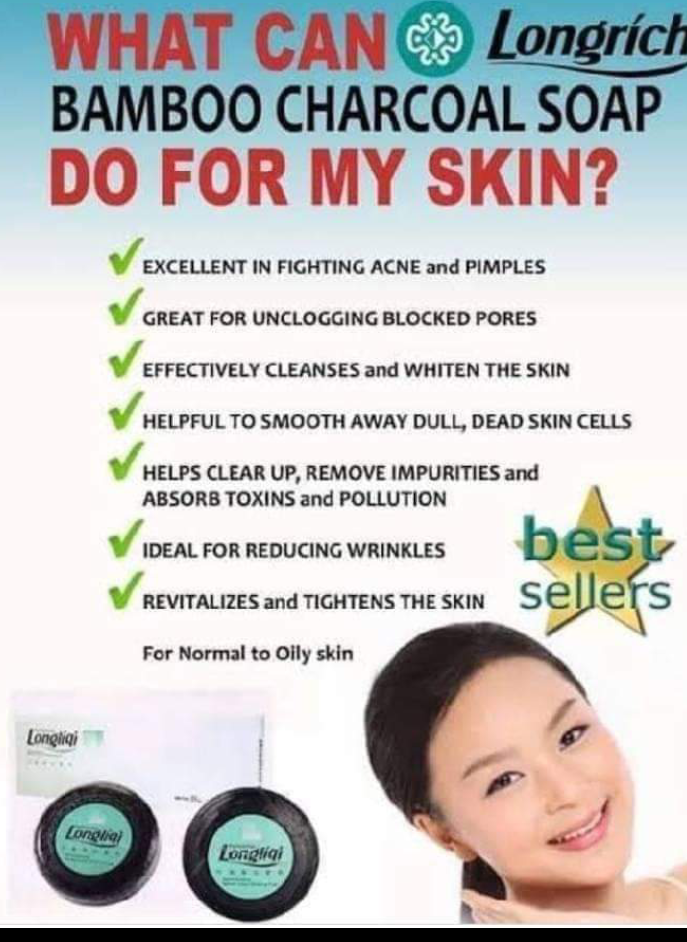 WHAT CAN Longrich
BAMBOO CHARCOAL SOAP
DO FOR MY SKIN?
EXCELLENT IN FIGHTING ACNE and PIMPLES
GREAT FOR UNCLOGGING BLOCKED PORES
EFFECTIVELY CLEANSES and WHITEN THE SKIN
HELPFUL TO SMOOTH AWAY DULL, DEAD SKIN CELLS
HELPS CLEAR UP, REMOVE IMPURITIES and
ABSORB TOXINS and POLLUTION
IDEAL FOR REDUCING WRINKLES
REVITALIZES and TIGHTENS THE SKIN
best
sellers
For Normal to Oily skin
Longliqi
Longliqi
Longliqi